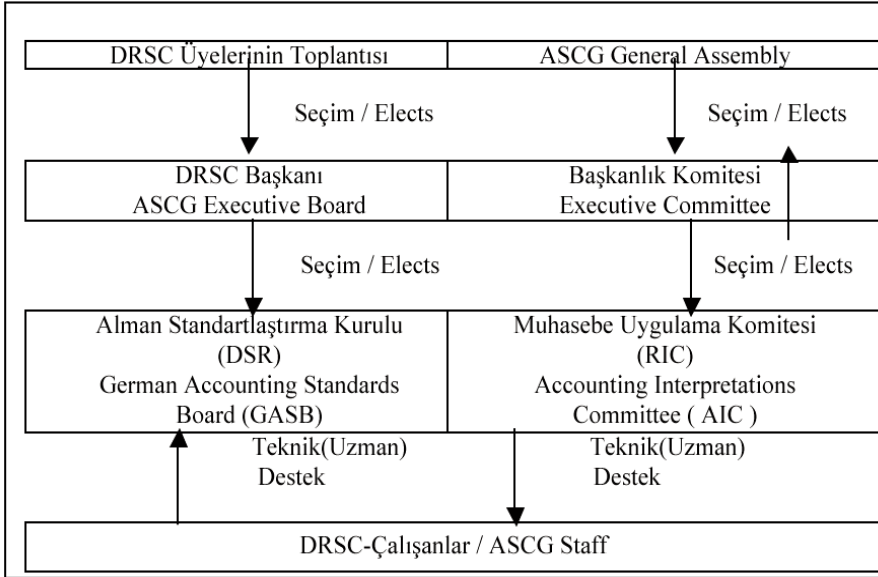 DRSC Üyelerinin Toplantısı
ASCG General Assembly
Seçim / Elects
Seçim / Elects
DRSC Başkanı
ASCG Executive Board
Başkanlık Komitesi
Executive Committee
Seçim / Elects
Seçim / Elects
Alman Standartlaştırma Kurulu
(DSR)
German Accounting Standards
Board (GASB)
Muhasebe Uygulama Komitesi
(RIC)
Accounting Interpretations
Committee ( AIC )
Teknik(Uzman)
Destek
Teknik(Uzman)
Destek
DRSC-Çalışanlar / ASCG Staff